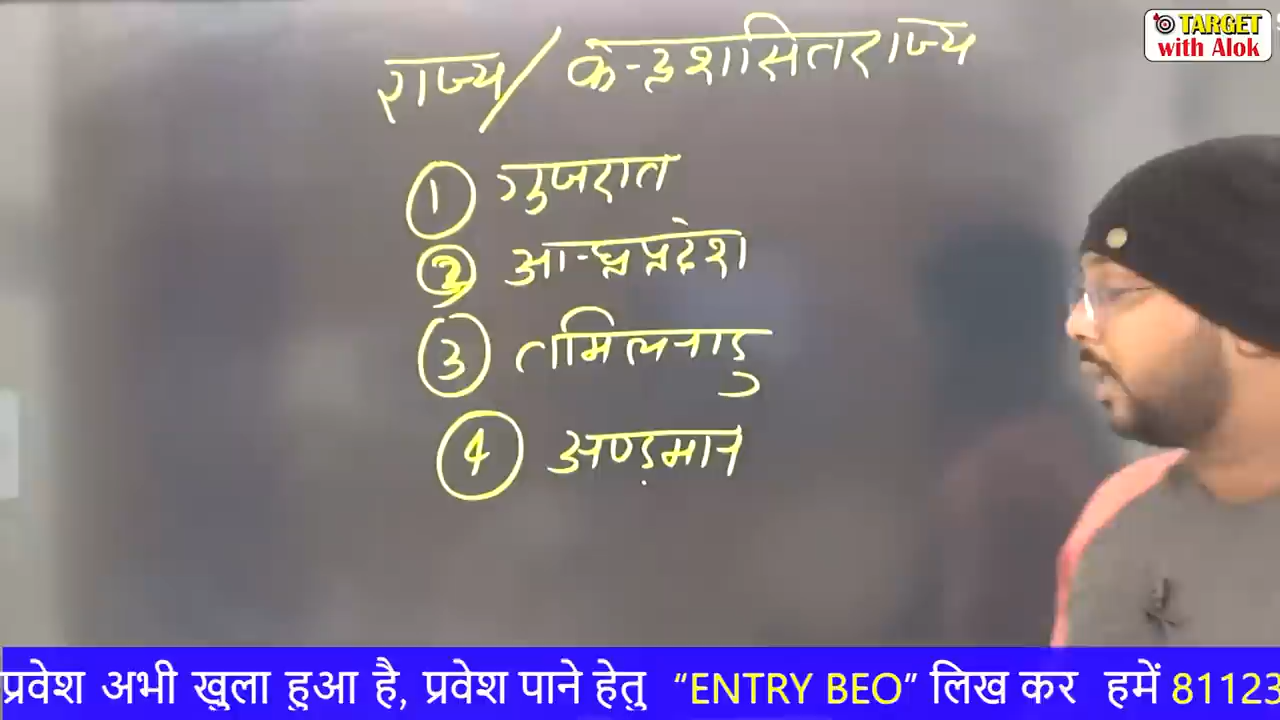 TARGET
with Alok
राज्य/केन्द्रशासितराज्य
① गुजरात
② आन्ध्रप्रदेश
③ तमिलनाडु
④ अण्डमान
प्रवेश अभी खुला हुआ है, प्रवेश पाने हेतु “ENTRY BEO” लिख कर हमें 81123